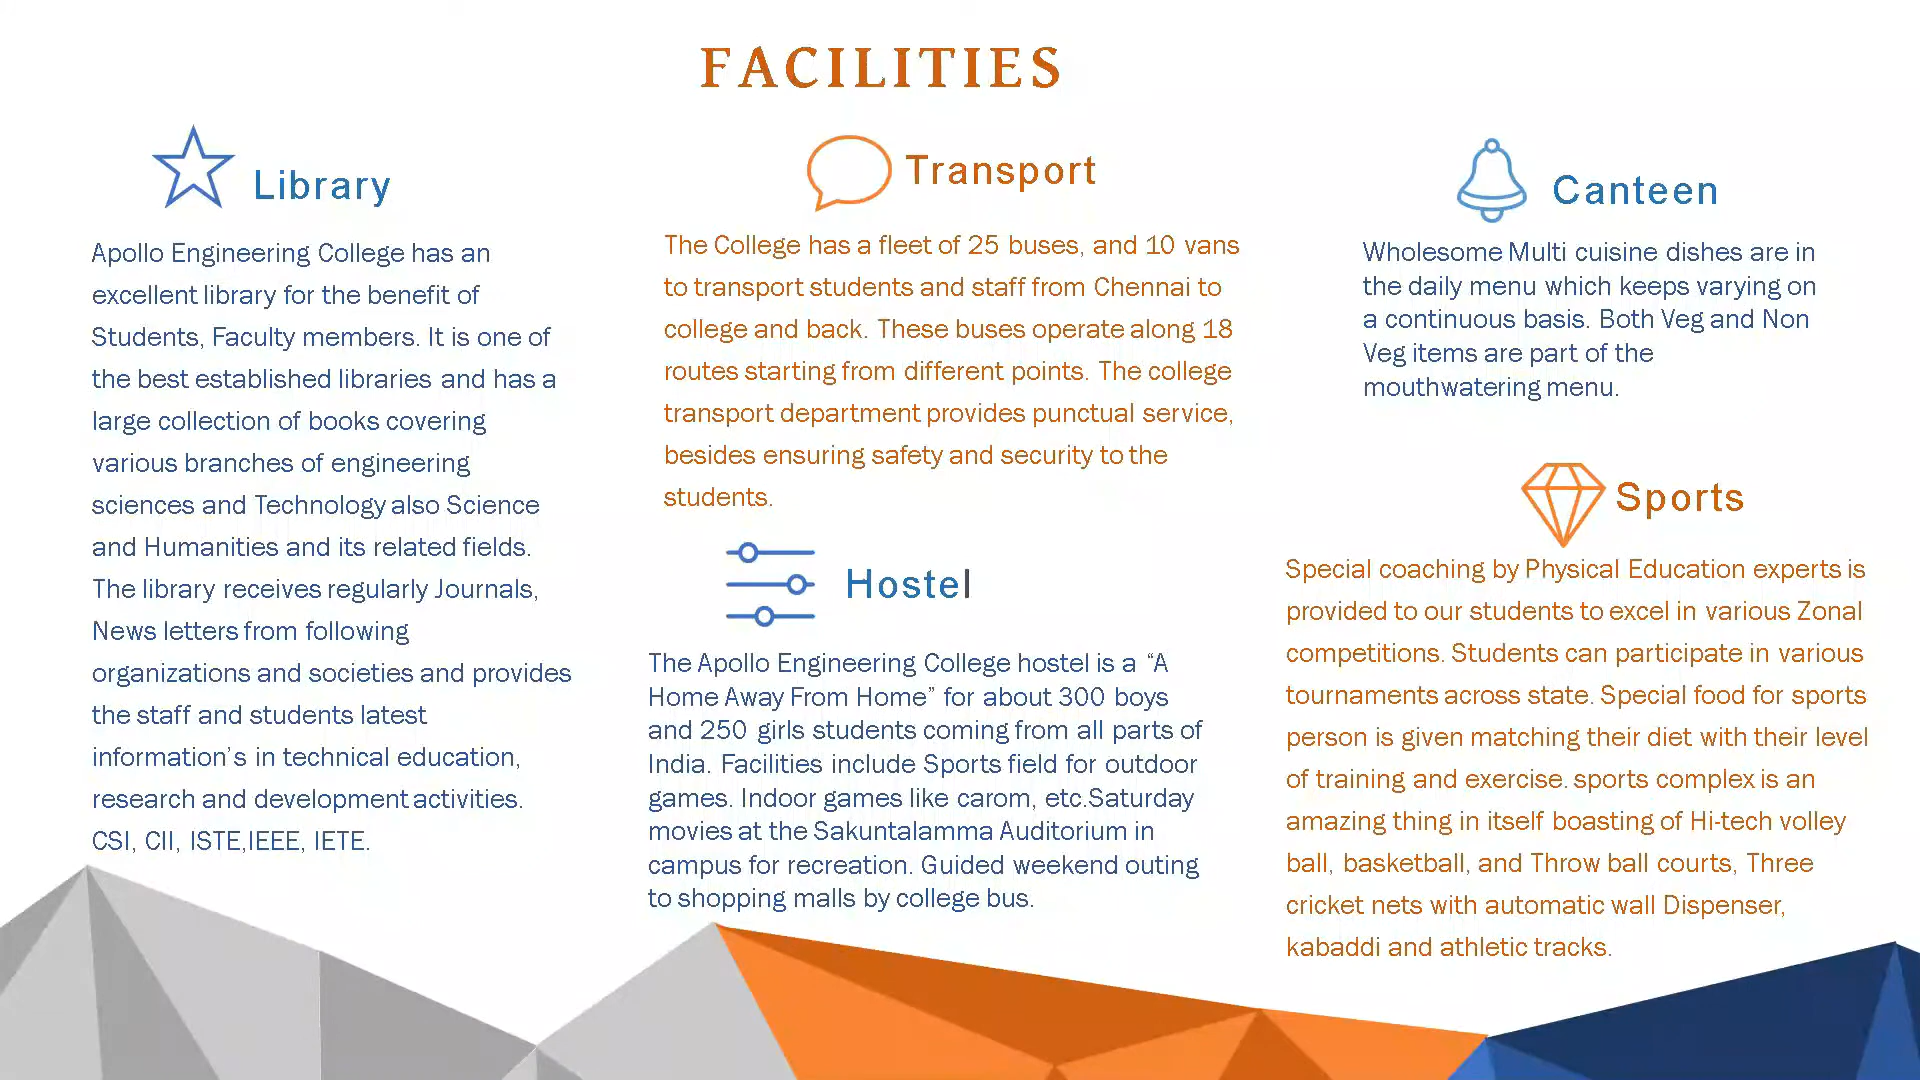 FACILITIES
Library
Apollo Engineering College has an
excellent library for the benefit of
Students, Faculty members. It is one of
the best established libraries and has a
large collection of books covering
various branches of engineering
sciences and Technology also Science
and Humanities and its related fields.
The library receives regularly Journals,
News letters from following
organizations and societies and provides
the staff and students latest
information's in technical education,
research and development activities.
CSI, CII, ISTE,IEEE, IETE.
Transport
The College has a fleet of 25 buses, and 10 vans
to transport students and staff from Chennai to
college and back. These buses operate along 18
routes starting from different points. The college
transport department provides punctual service,
besides ensuring safety and security to the
students.
Hostel
The Apollo Engineering College hostel is a “A
Home Away From Home” for about 300 boys
and 250 girls students coming from all parts of
India. Facilities include Sports field for outdoor
games. Indoor games like carom, etc.Saturday
movies at the Sakuntalamma Auditorium in
campus for recreation. Guided weekend outing
to shopping malls by college bus.
Canteen
Wholesome Multi cuisine dishes are in
the daily menu which keeps varying on
a continuous basis. Both Veg and Non
Veg items are part of the
mouthwatering menu.
Sports
Special coaching by Physical Education experts is
provided to our students to excel in various Zonal
competitions. Students can participate in various
tournaments across state. Special food for sports
person is given matching their diet with their level
of training and exercise. sports complex is an
amazing thing in itself boasting of Hi-tech volley
ball, basketball, and Throw ball courts, Three
cricket nets with automatic wall Dispenser,
kabaddi and athletic tracks.